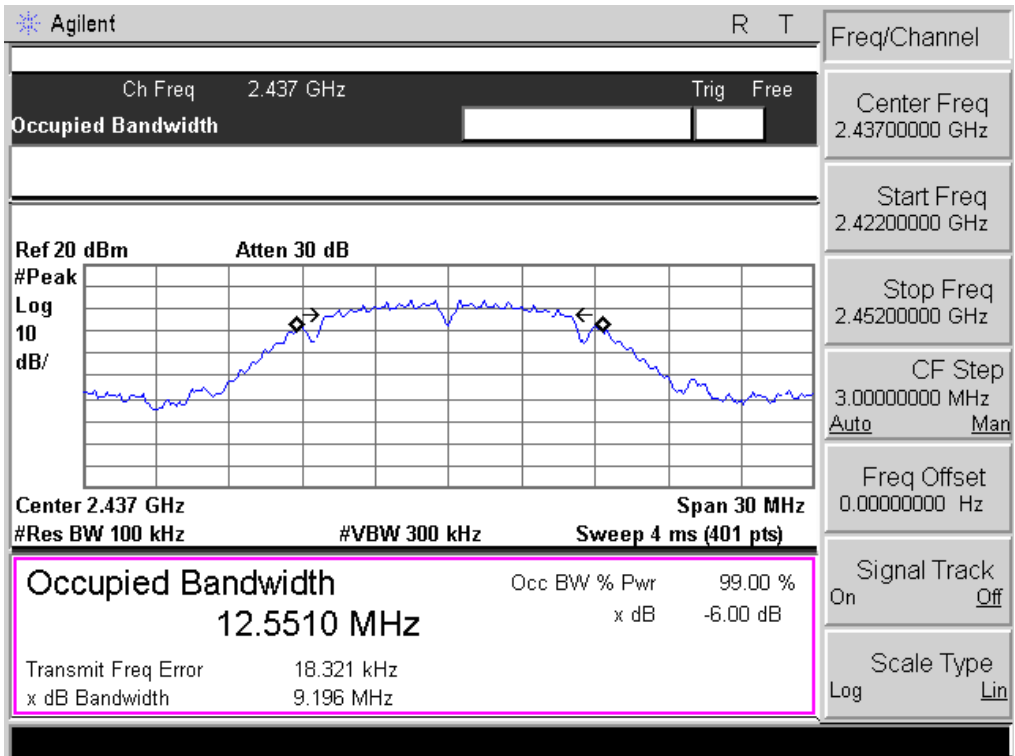 Agilent R T
Ch Freq 2.437 GHz Trig Free
Occupied Bandwidth
Ref 20 dBm Atten 30 dB
#Peak
Log
10
dB/
Center 2.437 GHz Span 30 MHz
#Res BW 100 kHz #VBW 300 kHz Sweep 4 ms (401 pts)
Occupied Bandwidth Occ BW % Pwr 99.00 %
12.5510 MHz x dB -6.00 dB
Transmit Freq Error 18.321 kHz
x dB Bandwidth 9.196 MHz
Freq/Channel
Center Freq
2.43700000 GHz
Start Freq
2.42200000 GHz
Stop Freq
2.45200000 GHz
CF Step
3.00000000 MHz
Auto Man
Freq Offset
0.00000000 Hz
Signal Track
On Off
Scale Type
Log Lin